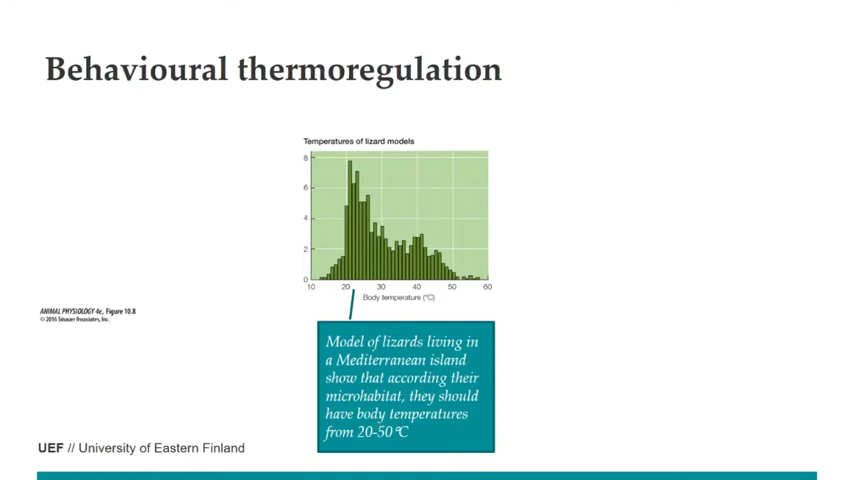 Behavioural thermoregulation
Temperatures of lizard models
8
6
4
2
0
10 20 30 40 50 60
Body temperature (°C)
ANIMAL PHYSIOLOGY 4e, Figure 10.8
© 2016 Sinauer Associates, Inc.
Model of lizards living in
a Mediterranean island
show that according their
microhabitat, they should
have body temperatures
from 20-50°C
UEF // University of Eastern Finland